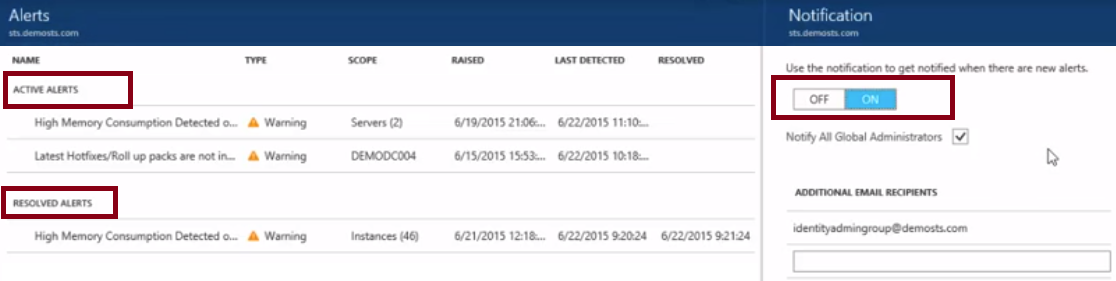 Alerts
sts.demosts.com
NAME TYPE SCOPE RAISED LAST DETECTED RESOLVED
ACTIVE ALERTS
High Memory Consumption Detected o... Warning Servers (2) 6/19/2015 21:06:... 6/22/2015 11:10:...
Latest Hotfixes/Roll up packs are not in... Warning DEMODC004 6/15/2015 15:53:... 6/22/2015 10:18:...
RESOLVED ALERTS
High Memory Consumption Detected o... Warning Instances (46) 6/21/2015 12:18:... 6/22/2015 9:20:24 6/22/2015 9:21:24
Notification
sts.demosts.com
Use the notification to get notified when there are new alerts.
OFF ON
Notify All Global Administrators
ADDITIONAL EMAIL RECIPIENTS
identityadmingroup@demosts.com